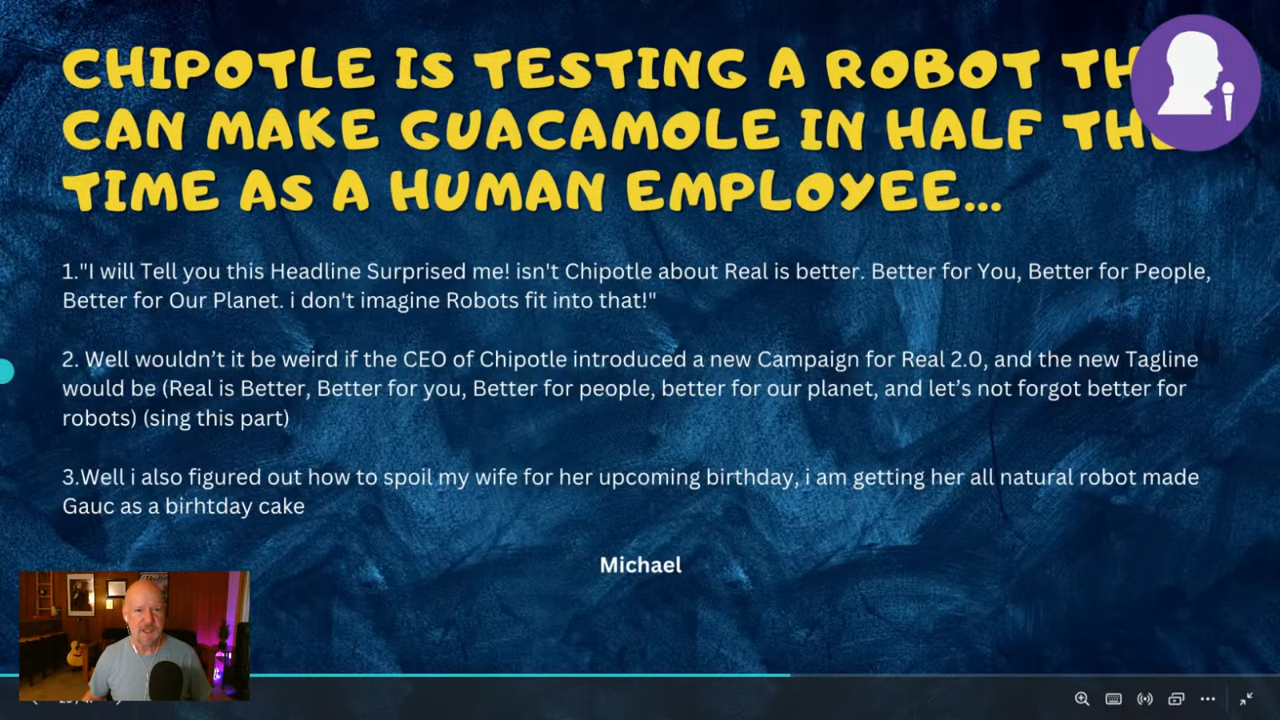 CHIPOTLE IS TESTING A ROBOT
CAN MAKE GUACAMOLE IN HALF THE
TIME AS A HUMAN EMPLOYEE...
1."I will Tell you this Headline Surprised me! isn't Chipotle about Real is better. Better for You, Better for People,
Better for Our Planet. i don't imagine Robots fit into that!"
2. Well wouldn’t it be weird if the CEO of Chipotle introduced a new Campaign for Real 2.0, and the new Tagline
would be (Real is Better, Better for you, Better for people, better for our planet, and let’s not forgot better for
robots) (sing this part)
3.Well i also figured out how to spoil my wife for her upcoming birthday, i am getting her all natural robot made
Gauc as a birhtday cake
Michael